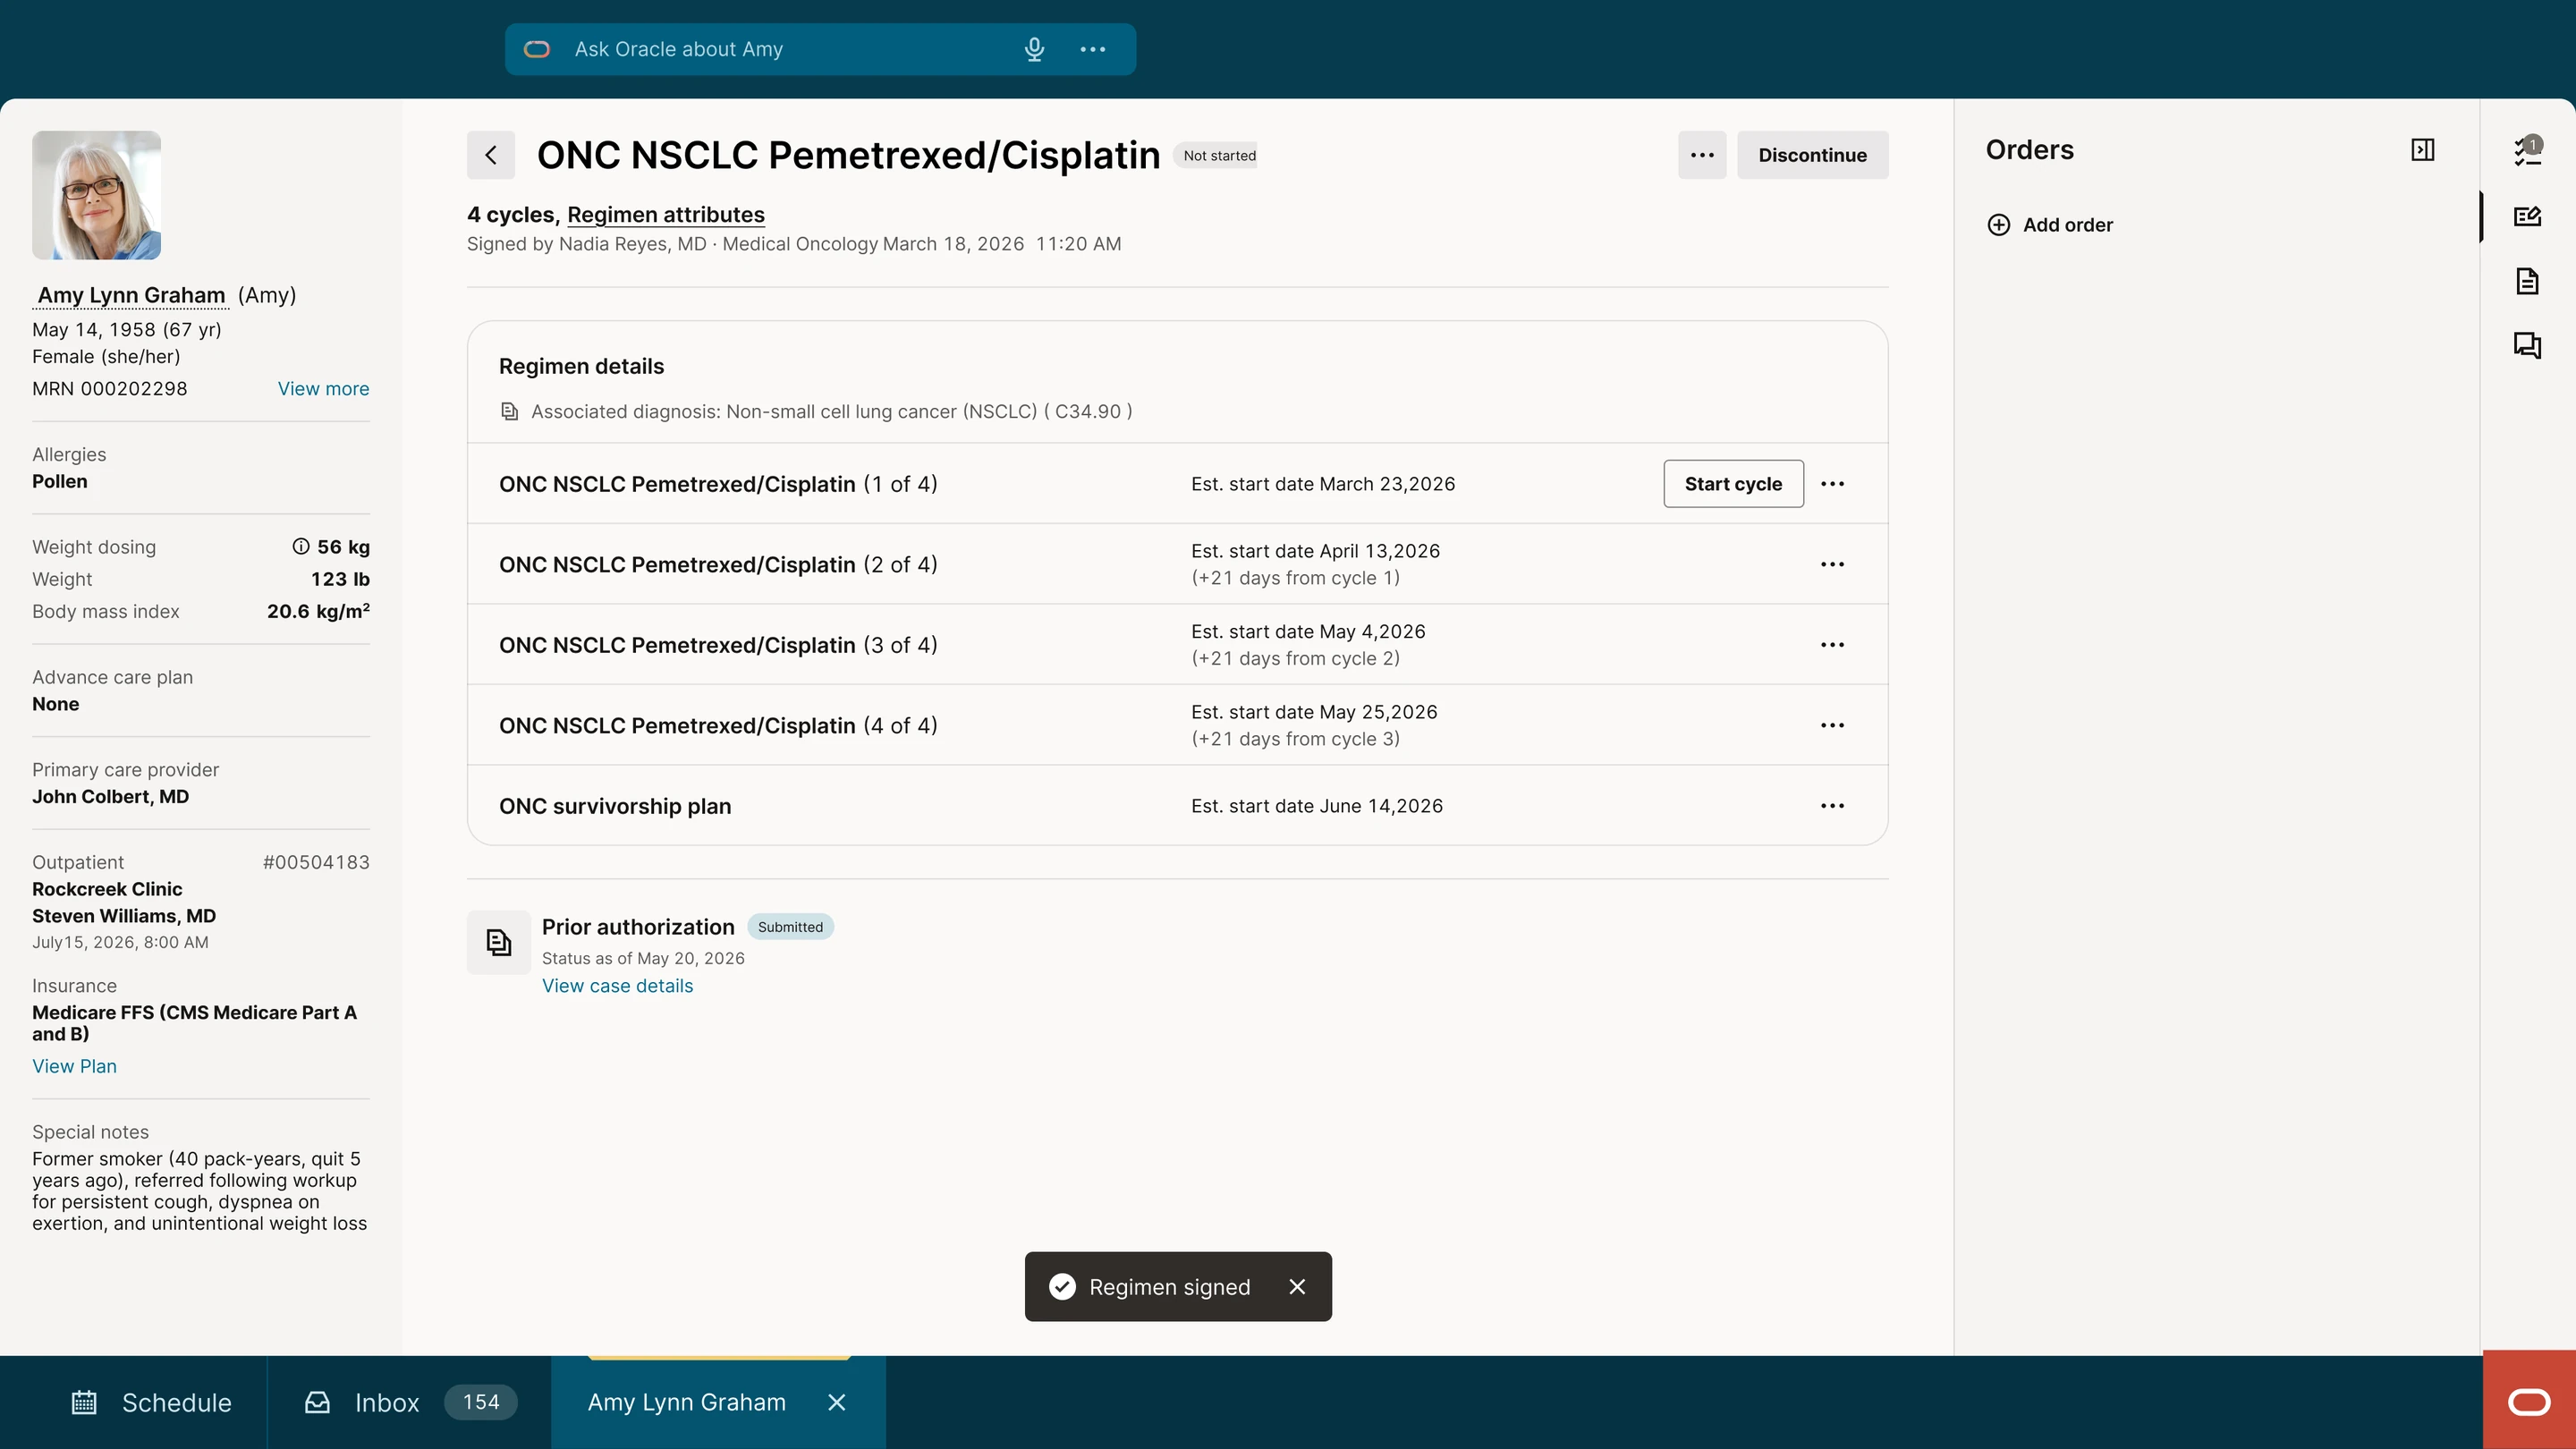 Ask Oracle about Amy
Amy Lynn Graham (Amy)
May 14, 1958 (67 yr)
Female (she/her)
MRN 000202298 View more
Allergies
Pollen
Weight dosing 56 kg
Weight 123 lb
Body mass index 20.6 kg/m²
Advance care plan
None
Primary care provider
John Colbert, MD
Outpatient #00504183
Rockcreek Clinic
Steven Williams, MD
July15, 2026, 8:00 AM
Insurance
Medicare FFS (CMS Medicare Part A
and B)
View Plan
Special notes
Former smoker (40 pack-years, quit 5
years ago), referred following workup
for persistent cough, dyspnea on
exertion, and unintentional weight loss
ONC NSCLC Pemetrexed/Cisplatin Not started
Discontinue
4 cycles, Regimen attributes
Signed by Nadia Reyes, MD · Medical Oncology March 18, 2026 11:20 AM
Regimen details
Associated diagnosis: Non-small cell lung cancer (NSCLC) ( C34.90 )
ONC NSCLC Pemetrexed/Cisplatin (1 of 4) Est. start date March 23,2026 Start cycle
ONC NSCLC Pemetrexed/Cisplatin (2 of 4) Est. start date April 13,2026
(+21 days from cycle 1)
ONC NSCLC Pemetrexed/Cisplatin (3 of 4) Est. start date May 4,2026
(+21 days from cycle 2)
ONC NSCLC Pemetrexed/Cisplatin (4 of 4) Est. start date May 25,2026
(+21 days from cycle 3)
ONC survivorship plan Est. start date June 14,2026
Prior authorization Submitted
Status as of May 20, 2026
View case details
Regimen signed
Orders
Add order
1
Schedule
Inbox 154
Amy Lynn Graham